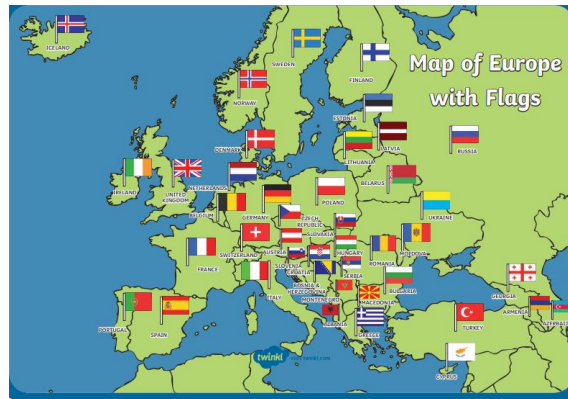 ICELAND
SWEDEN
FINLAND
Map of Europe
with Flags
NORWAY
ESTONIA
DENMARK
LATVIA
LITHUANIA
RUSSIA
IRELAND
UNITED
KINGDOM
NETHERLANDS
BELARUS
BELGIUM
GERMANY
POLAND
CZECH
REPUBLIC
UKRAINE
SLOVAKIA
FRANCE
SWITZERLAND
AUSTRIA
HUNGARY
MOLDOVA
SLOVENIA
CROATIA
ROMANIA
ITALY
BOSNIA &
HERZEGOVINA
SERBIA
BULGARIA
MONTENEGRO
MACEDONIA
GEORGIA
PORTUGAL
SPAIN
ALBANIA
GREECE
TURKEY
ARMENIA
AZERBAIJAN
twinkl
CYPRUS